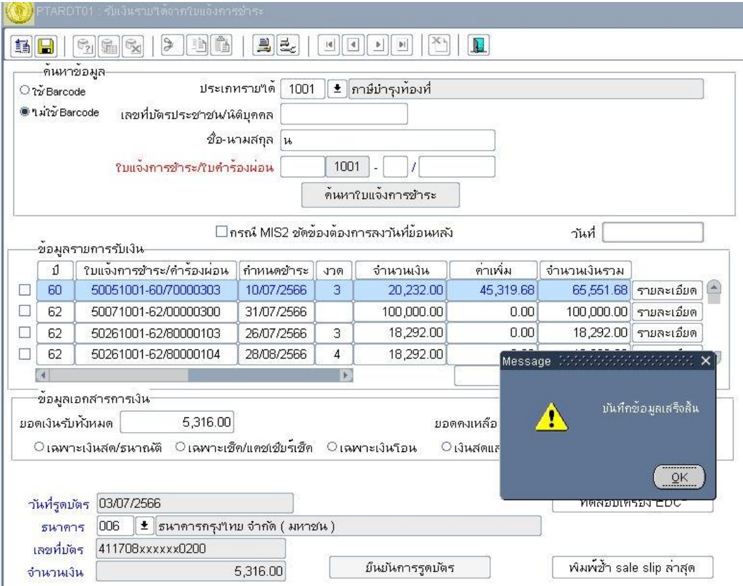 PTARDT01 : รับเงินรายได้จากใบแจ้งการชำระ
ค้นหาข้อมูล
ใช้ Barcode
ประเภทรายได้ 1001 ภาษีบำรุงท้องที่
ไม่ใช้ Barcode
เลขที่บัตรประชาชน/นิติบุคคล
ชื่อ-นามสกุล น
ใบแจ้งการชำระ/ใบคำร้องผ่อน 1001 - /
ค้นหาใบแจ้งการชำระ
กรณี MIS2 ขัดข้องต้องการลงวันที่ย้อนหลัง วันที่
ข้อมูลรายการรับเงิน
ปี ใบแจ้งการชำระ/คำร้องผ่อน กำหนดชำระ งวด จำนวนเงิน ค่าเพิ่ม จำนวนเงินรวม
60 50051001-60/70000303 10/07/2566 3 20,232.00 45,319.68 65,551.68 รายละเอียด
62 50071001-62/00000300 31/07/2566 100,000.00 0.00 100,000.00 รายละเอียด
62 50261001-62/80000103 26/07/2566 3 18,292.00 0.00 18,292.00 รายละเอียด
62 50261001-62/80000104 28/08/2566 4 18,292.00
Message
บันทึกข้อมูลเสร็จสิ้น
OK
ข้อมูลเอกสารการเงิน
ยอดเงินรับทั้งหมด 5,316.00 ยอดคงเหลือ
เฉพาะเงินสด/ธนาณัติ เฉพาะเช็ค/แคชเชียร์เช็ค เฉพาะเงินโอน เงินสดแล
วันที่รูดบัตร 03/07/2566 ทดสอบเครื่อง EDC
ธนาคาร 006 ธนาคารกรุงไทย จำกัด ( มหาชน )
เลขที่บัตร 411708xxxxxx0200
จำนวนเงิน 5,316.00 ยืนยันการรูดบัตร พิมพ์ซ้ำ sale slip ล่าสุด